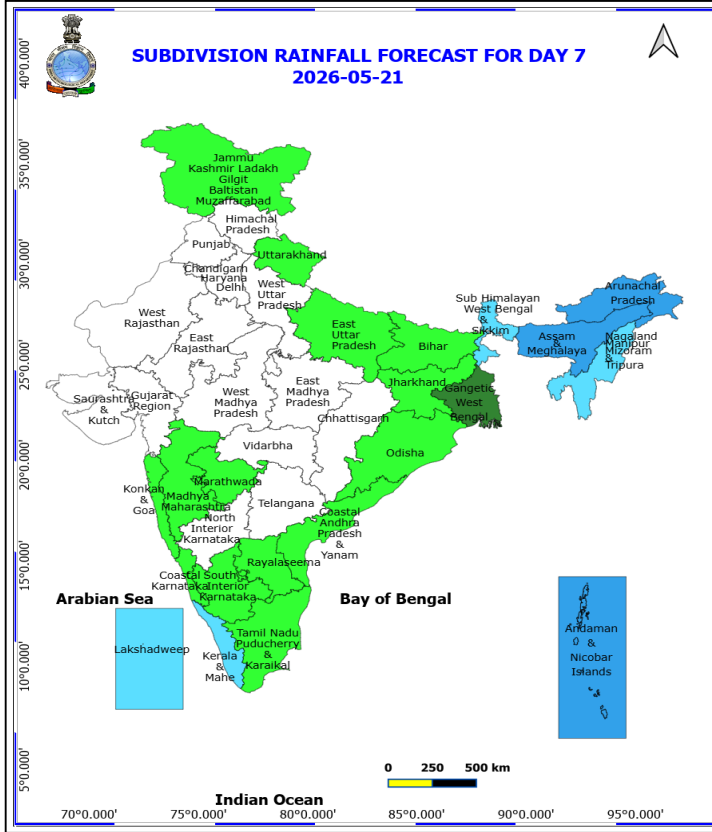 SUBDIVISION RAINFALL FORECAST FOR DAY 7
2026-05-21
40°0.000'
35°0.000'
30°0.000'
25°0.000'
20°0.000'
15°0.000'
10°0.000'
5°0.000'
Jammu
Kashmir Ladakh
Gilgit
Baltistan
Muzaffarabad
Himachal
Pradesh
Punjab
Uttarakhand
Chandigarh
Haryana
Delhi
West
Uttar
Pradesh
West
Rajasthan
East
Rajasthan
East
Uttar
Pradesh
Bihar
Sub Himalayan
West Bengal
&
Sikkim
Arunachal
Pradesh
Assam
&
Meghalaya
Nagaland
Manipur
Mizoram
&
Tripura
Saurashtra
&
Kutch
Gujarat
Region
West
Madhya
Pradesh
East
Madhya
Pradesh
Jharkhand
Gangetic
West
Bengal
Chhattisgarh
Vidarbha
Odisha
Konkan
&
Goa
Madhya
Maharashtra
Marathwada
Telangana
North
Interior
Karnataka
Coastal
Andhra
Pradesh
&
Yanam
Rayalaseema
Coastal
Karnataka
South
Interior
Karnataka
Arabian Sea
Bay of Bengal
Lakshadweep
Kerala
&
Mahe
Tamil Nadu
Puducherry
&
Karaikal
Andaman
&
Nicobar
Islands
0 250 500 km
Indian Ocean
70°0.000' 75°0.000' 80°0.000' 85°0.000' 90°0.000' 95°0.000'